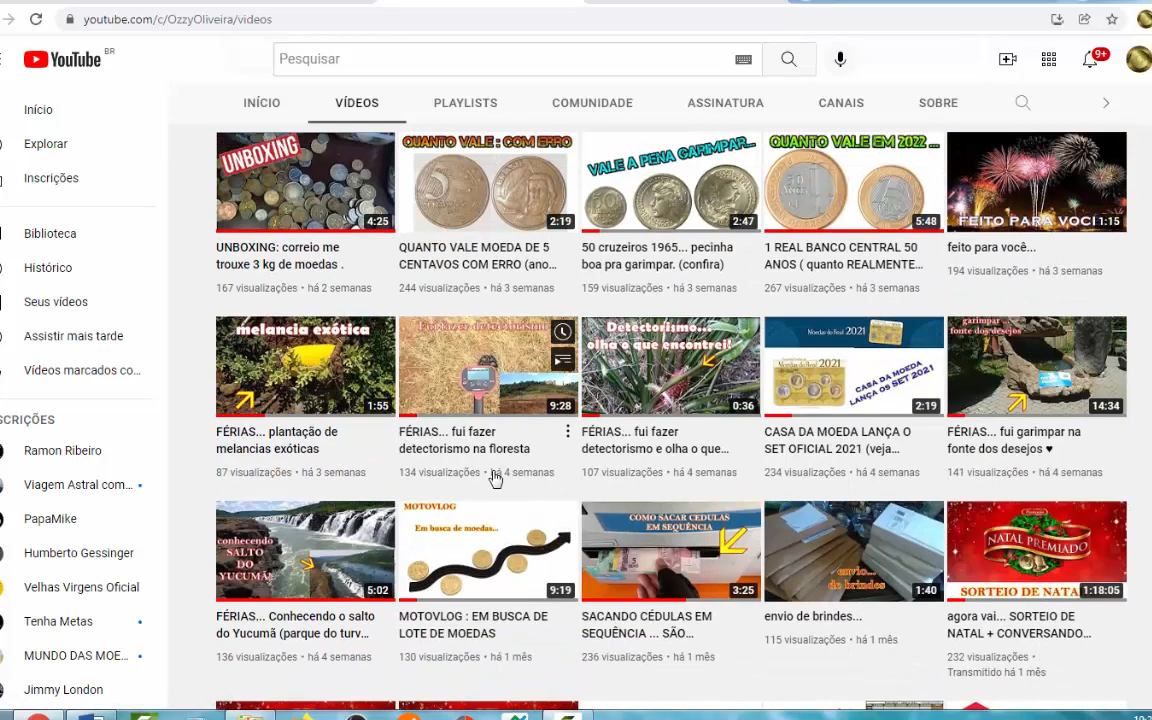 youtube.com/c/OzzyOliveira/videos
YouTube BR
Pesquisar
9+
INÍCIO VÍDEOS PLAYLISTS COMUNIDADE ASSINATURA CANAIS SOBRE
Início
Explorar
Inscrições
Biblioteca
Histórico
Seus vídeos
Assistir mais tarde
Vídeos marcados co...
SCRIÇÕES
Ramon Ribeiro
Viagem Astral com...
PapaMike
Humberto Gessinger
Velhas Virgens Oficial
Tenha Metas
MUNDO DAS MOE...
Jimmy London
UNBOXING
4:25
UNBOXING: correio me
trouxe 3 kg de moedas .
167 visualizações • há 2 semanas
QUANTO VALE : COM ERRO
2:19
QUANTO VALE MOEDA DE 5
CENTAVOS COM ERRO (ano...
244 visualizações • há 3 semanas
VALE A PENA GARIMPAR...
2:47
50 cruzeiros 1965... pecinha
boa pra garimpar. (confira)
159 visualizações • há 3 semanas
QUANTO VALE EM 2022 ...
5:48
1 REAL BANCO CENTRAL 50
ANOS ( quanto REALMENTE...
267 visualizações • há 3 semanas
FEITO PARA VOCÊ
1:15
feito para você...
194 visualizações • há 3 semanas
melancia exótica
1:55
FÉRIAS... plantação de
melancias exóticas
87 visualizações • há 3 semanas
Fui fazer detectorismo
9:28
FÉRIAS... fui fazer
detectorismo na floresta
134 visualizações • há 4 semanas
Detectorismo...
olha o que encontrei!
0:36
FÉRIAS... fui fazer
detectorismo e olha o que...
107 visualizações • há 4 semanas
Moedas do Real 2021
CASA DA MOEDA
LANÇA OS SET 2021
2:19
CASA DA MOEDA LANÇA O
SET OFICIAL 2021 (veja...
234 visualizações • há 4 semanas
garimpar
fonte dos desejos
14:34
FÉRIAS... fui garimpar na
fonte dos desejos ♥
141 visualizações • há 4 semanas
conhecendo
SALTO
DO
YUCUMÃ
5:02
FÉRIAS... Conhecendo o salto
do Yucumã (parque do turv...
136 visualizações • há 4 semanas
MOTOVLOG
Em busca de moedas...
9:19
MOTOVLOG : EM BUSCA DE
LOTE DE MOEDAS
130 visualizações • há 1 mês
COMO SACAR CEDULAS
EM SEQUÊNCIA
3:25
SACANDO CÉDULAS EM
SEQUÊNCIA ... SÃO...
236 visualizações • há 1 mês
envio...
de brindes
1:40
envio de brindes...
115 visualizações • há 1 mês
NATAL PREMIADO
SORTEIO DE NATA
1:18:05
agora vai... SORTEIO DE
NATAL + CONVERSANDO...
232 visualizações •
Transmitido há 1 mês